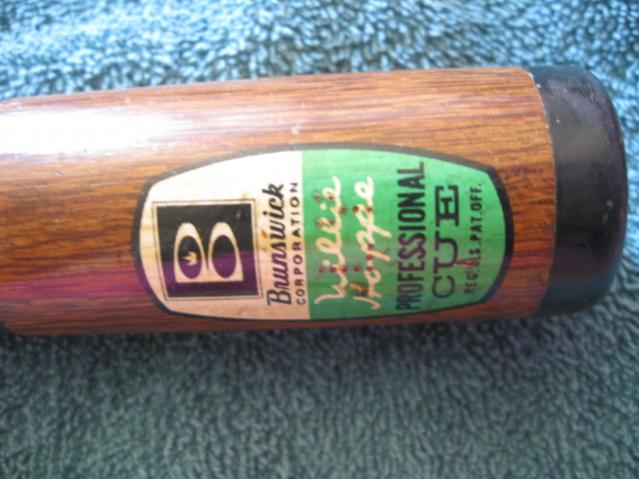 B
Brunswick
CORPORATION
Willie
Hoppe
PROFESSIONAL
CUE
REG. U.S. PAT. OFF.